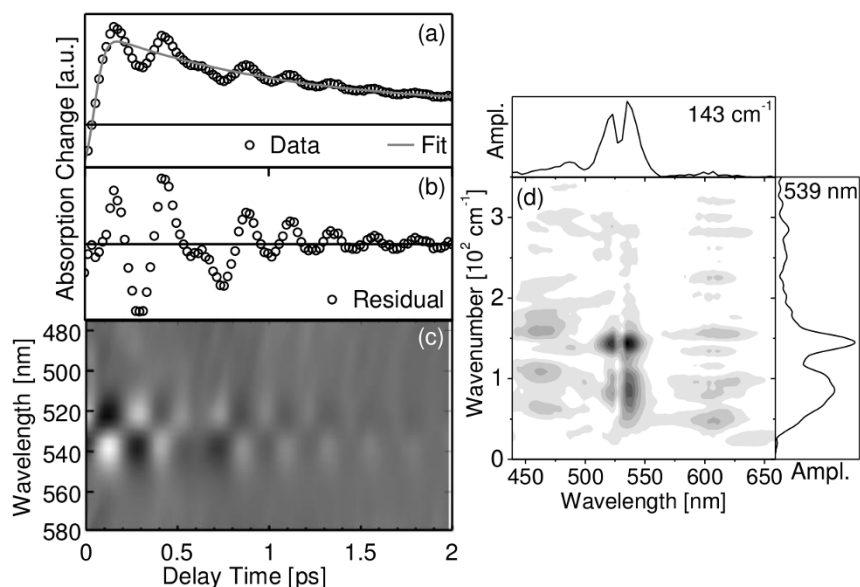 (a)
Data
Fit
(b)
Residual
Absorption Change [a.u.]
(c)
480
500
520
540
560
580
Wavelength [nm]
0
0.5
1
1.5
2
Delay Time [ps]
Ampl.
143 cm⁻¹
(d)
539 nm
3
2
1
0
Wavenumber [10² cm⁻¹]
450
500
550
600
650
Wavelength [nm]
Ampl.